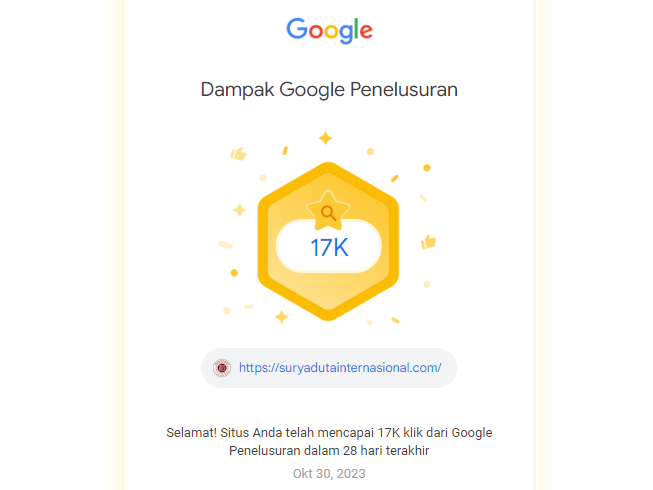 Google
Dampak Google Penelusuran
17K
https://suryadutainternasional.com/
Selamat! Situs Anda telah mencapai 17K klik dari Google
Penelusuran dalam 28 hari terakhir
Okt 30, 2023